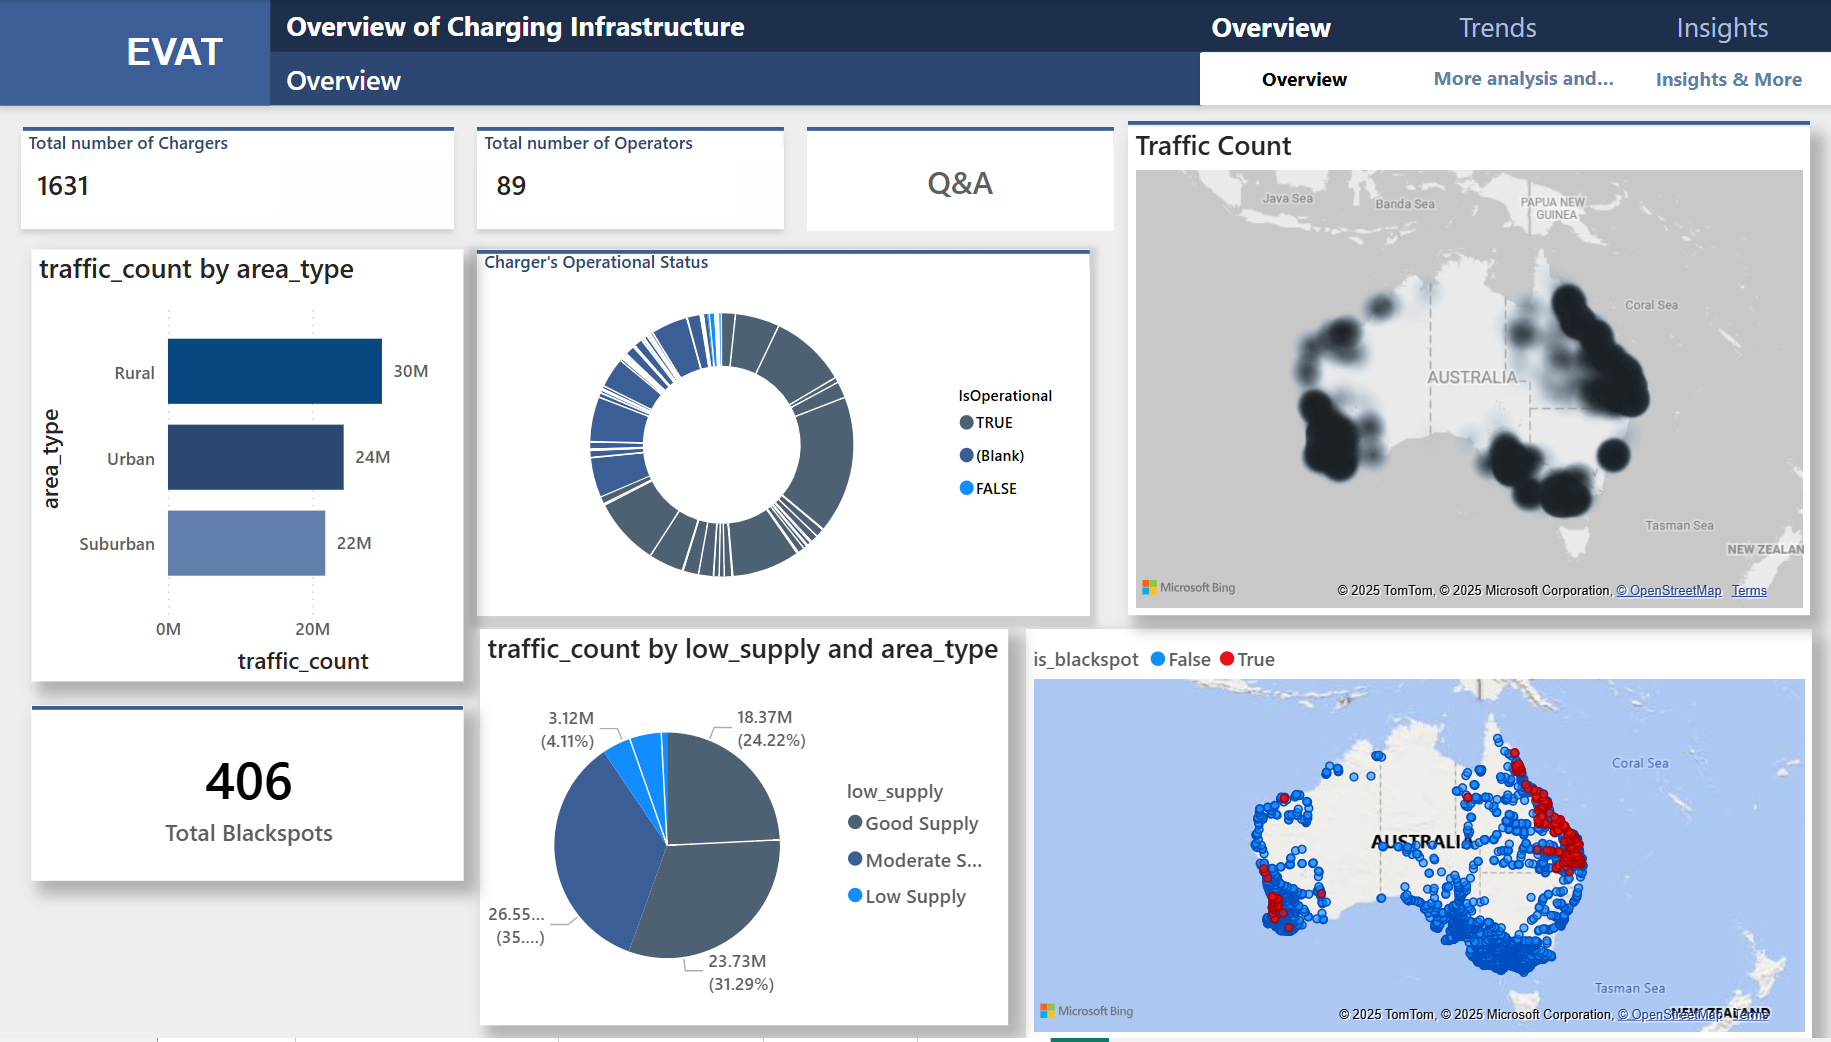 EVAT
Overview of Charging Infrastructure
Overview
Overview
Trends
Insights
Overview
More analysis and...
Insights & More
Total number of Chargers
1631
Total number of Operators
89
Q&A
Traffic Count
Java Sea
Banda Sea
PAPUA NEW
GUINEA
Coral Sea
AUSTRALIA
Tasman Sea
NEW ZEALAN
Microsoft Bing
© 2025 TomTom, © 2025 Microsoft Corporation, © OpenStreetMap Terms
traffic_count by area_type
area_type
Rural
30M
Urban
24M
Suburban
22M
0M
20M
traffic_count
Charger's Operational Status
IsOperational
TRUE
(Blank)
FALSE
406
Total Blackspots
traffic_count by low_supply and area_type
3.12M
(4.11%)
18.37M
(24.22%)
26.55...
(35....)
23.73M
(31.29%)
low_supply
Good Supply
Moderate S...
Low Supply
is_blackspot
False
True
Coral Sea
AUSTRALIA
Tasman Sea
NEW ZEALAND
Microsoft Bing
© 2025 TomTom, © 2025 Microsoft Corporation, © OpenStreetMap Terms